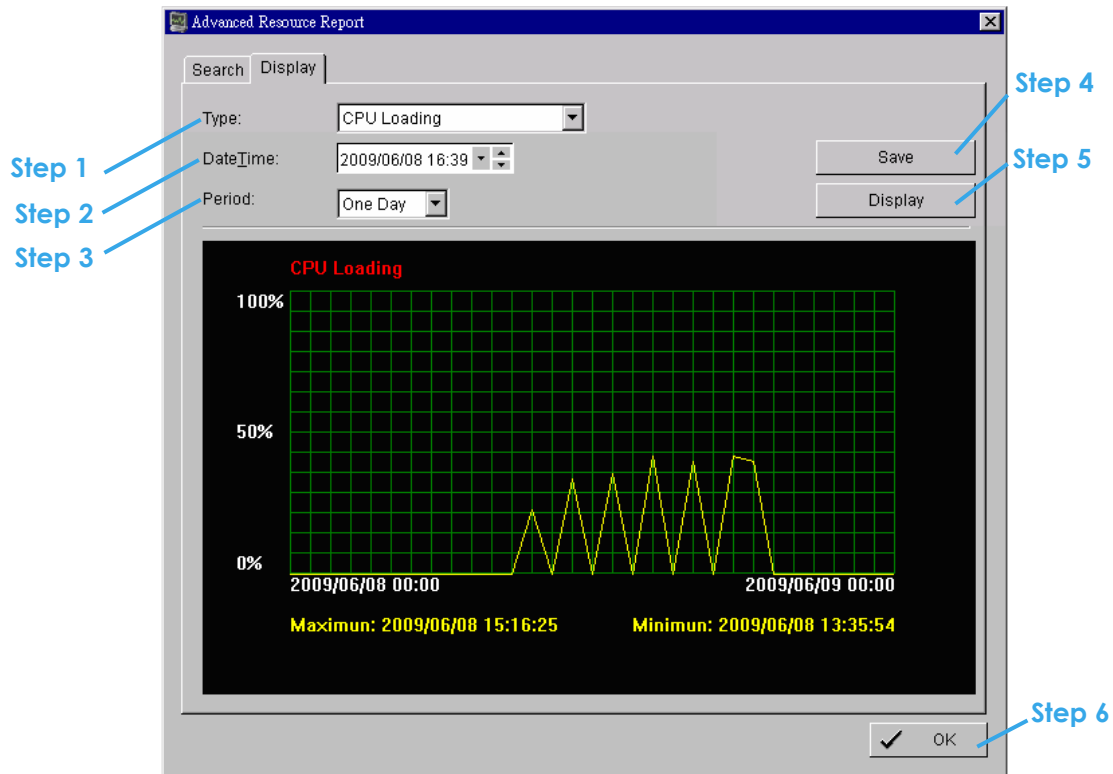 Advanced Resource Report
Search Display
Step 4
Type: CPU Loading
Step 1
DateTime: 2009/06/08 16:39
Save
Step 5
Step 2
Period: One Day
Display
Step 3
CPU Loading
100%
50%
0%
2009/06/08 00:00 2009/06/09 00:00
Maximun: 2009/06/08 15:16:25 Minimun: 2009/06/08 13:35:54
Step 6
OK